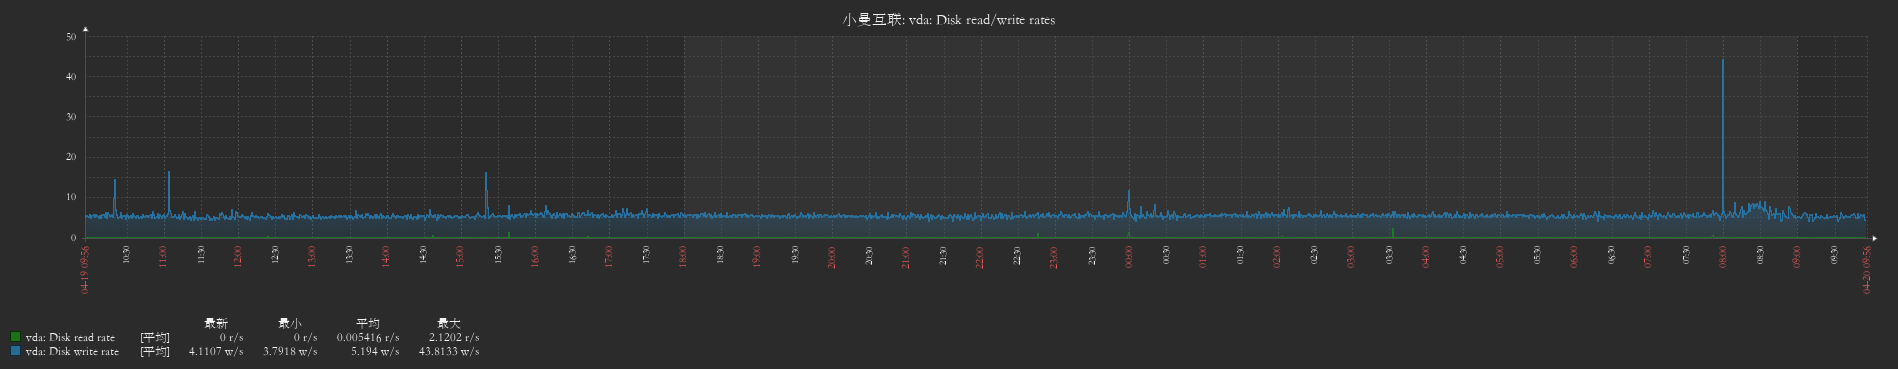 小曼互联: vda: Disk read/write rates
50
40
30
20
10
0
04-19 09:56 10:30 11:00 11:30 12:00 12:30 13:00 13:30 14:00 14:30 15:00 15:30 16:00 16:30 17:00 17:30 18:00 18:30 19:00 19:30 20:00 20:30 21:00 21:30 22:00 22:30 23:00 23:30 00:00 00:30 01:00 01:30 02:00 02:30 03:00 03:30 04:00 04:30 05:00 05:30 06:00 06:30 07:00 07:30 08:00 08:30 09:00 09:30 04-20 09:56
最新 最小 平均 最大
vda: Disk read rate [平均] 0 r/s 0 r/s 0.005416 r/s 2.1202 r/s
vda: Disk write rate [平均] 4.1107 w/s 3.7918 w/s 5.194 w/s 43.8133 w/s